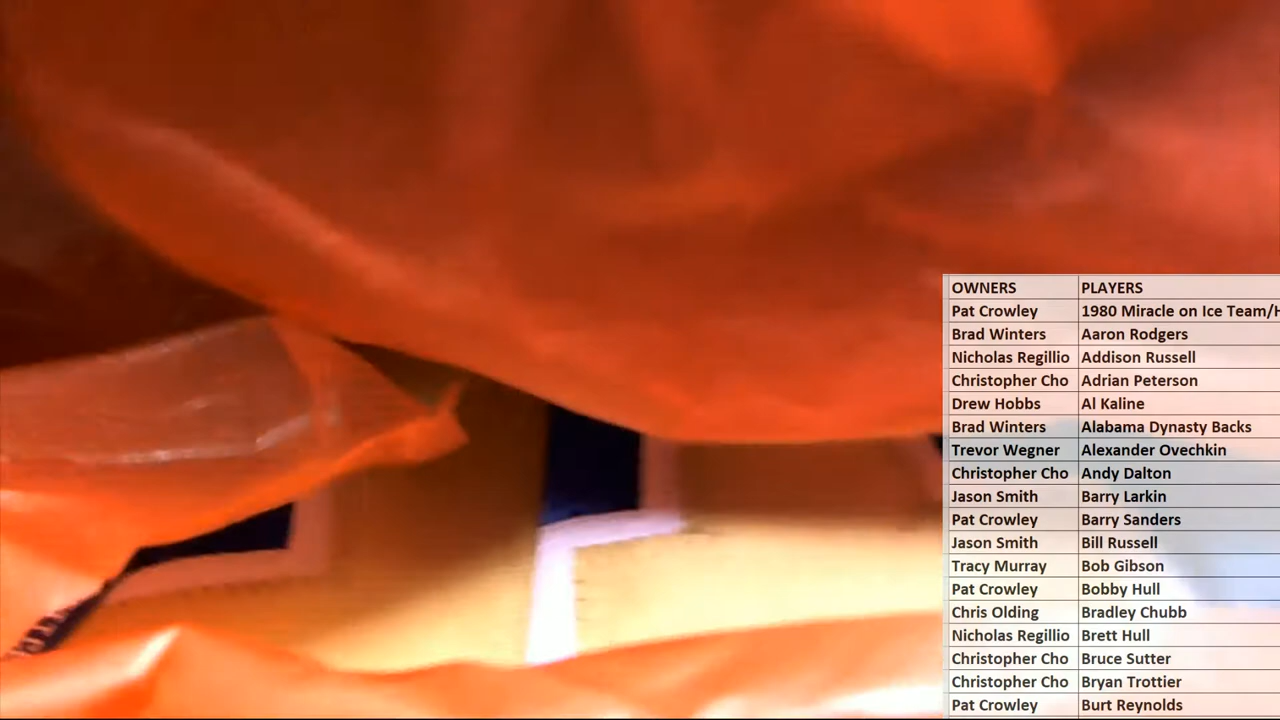 OWNERS PLAYERS
Pat Crowley 1980 Miracle on Ice Team/H
Brad Winters Aaron Rodgers
Nicholas Regillio Addison Russell
Christopher Cho Adrian Peterson
Drew Hobbs Al Kaline
Brad Winters Alabama Dynasty Backs
Trevor Wegner Alexander Ovechkin
Christopher Cho Andy Dalton
Jason Smith Barry Larkin
Pat Crowley Barry Sanders
Jason Smith Bill Russell
Tracy Murray Bob Gibson
Pat Crowley Bobby Hull
Chris Olding Bradley Chubb
Nicholas Regillio Brett Hull
Christopher Cho Bruce Sutter
Christopher Cho Bryan Trottier
Pat Crowley Burt Reynolds